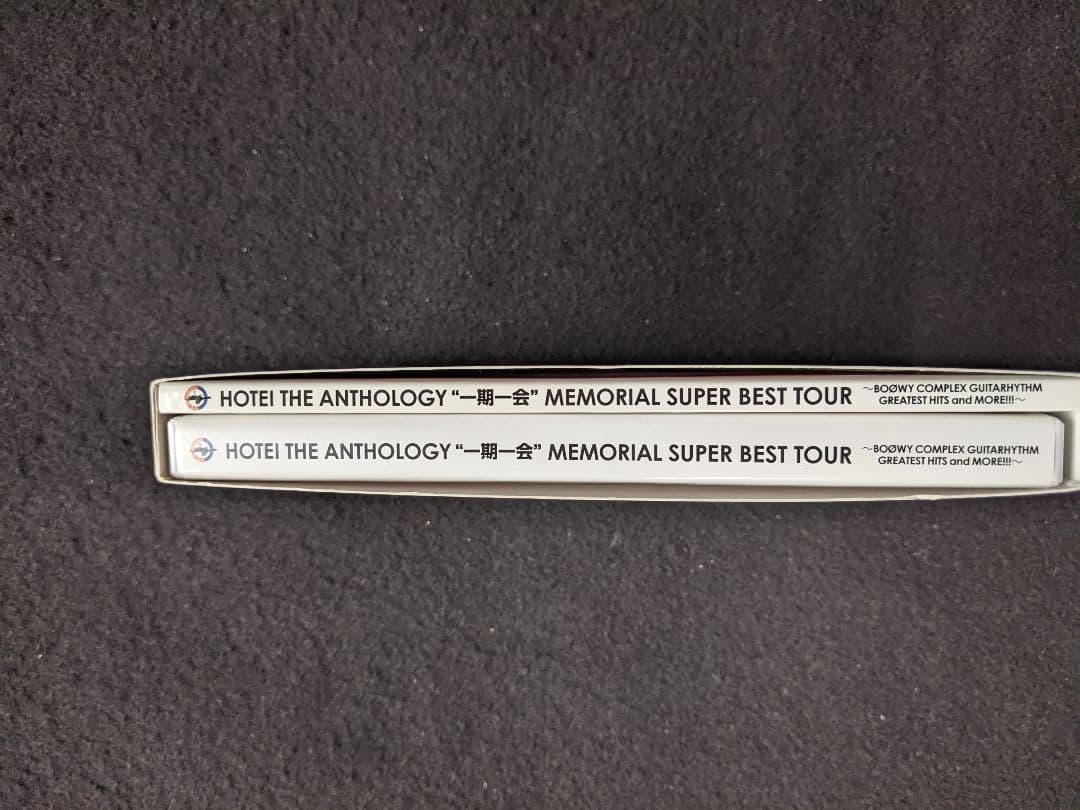 HOTEI THE ANTHOLOGY “一期一会” MEMORIAL SUPER BEST TOUR ～BOØWY COMPLEX GUITARHYTHM
GREATEST HITS and MORE!!!～
HOTEI THE ANTHOLOGY “一期一会” MEMORIAL SUPER BEST TOUR ～BOØWY COMPLEX GUITARHYTHM
GREATEST HITS and MORE!!!～